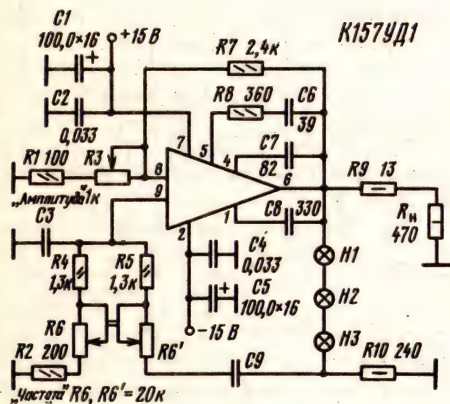 C1
100,0×16
+
+15 В
К157УД1
R7 2,4к
C2
0,033
R8 360
C6
39
7
5
4
C7
82
R1 100
R3
8
9
6
R9 13
„Амплитуда" 1к
C3
2
1
C8 330
Rн
470
R4
1,3к
R5
1,3к
C4
0,033
H1
C5
100,0×16
+
H2
R6
R6'
-15 В
H3
R2 200
C9
R10 240
„Частота" R6, R6' = 20к